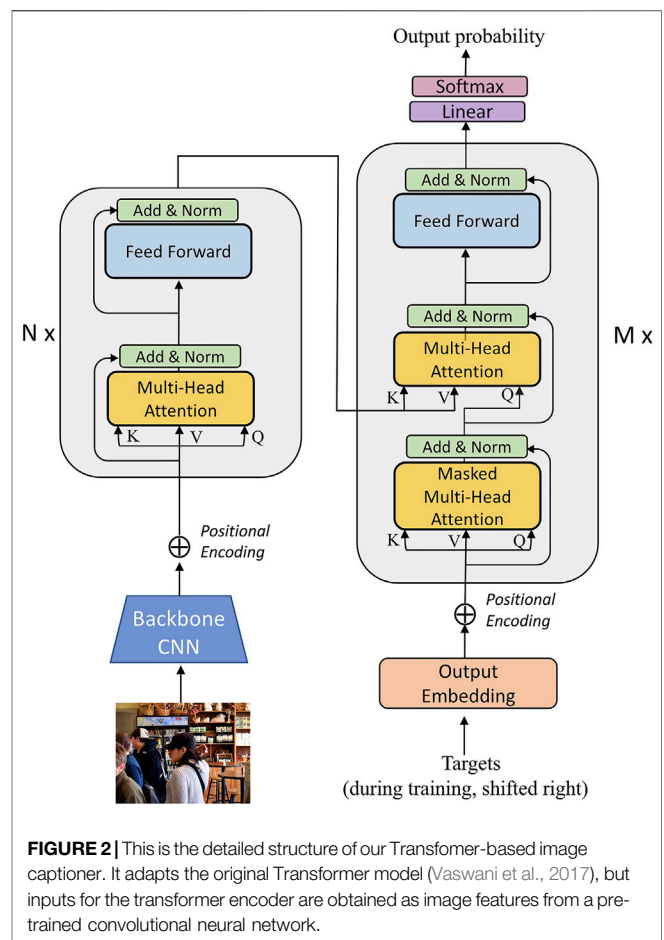 Output probability
Softmax
Linear
Add & Norm
Feed Forward
Add & Norm
Multi-Head
Attention
K V Q
Add & Norm
Masked
Multi-Head
Attention
K V Q
M x
Positional
Encoding
Output
Embedding
Targets
(during training, shifted right)
Add & Norm
Feed Forward
N x
Add & Norm
Multi-Head
Attention
K V Q
Positional
Encoding
Backbone
CNN
FIGURE 2 | This is the detailed structure of our Transfomer-based image
captioner. It adapts the original Transformer model (Vaswani et al., 2017), but
inputs for the transformer encoder are obtained as image features from a pre-
trained convolutional neural network.